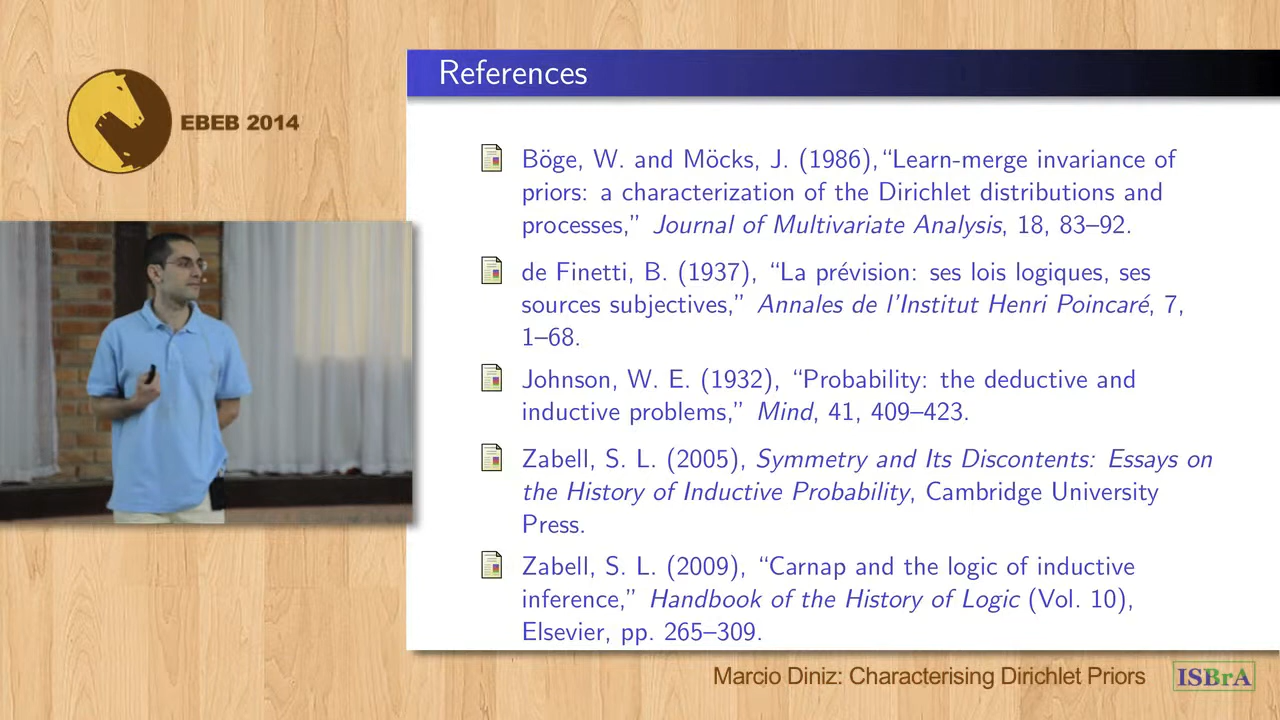 EBEB 2014
References
Böge, W. and Möcks, J. (1986),“Learn-merge invariance of
priors: a characterization of the Dirichlet distributions and
processes,” Journal of Multivariate Analysis, 18, 83–92.
de Finetti, B. (1937), “La prévision: ses lois logiques, ses
sources subjectives,” Annales de l’Institut Henri Poincaré, 7,
1–68.
Johnson, W. E. (1932), “Probability: the deductive and
inductive problems,” Mind, 41, 409–423.
Zabell, S. L. (2005), Symmetry and Its Discontents: Essays on
the History of Inductive Probability, Cambridge University
Press.
Zabell, S. L. (2009), “Carnap and the logic of inductive
inference,” Handbook of the History of Logic (Vol. 10),
Elsevier, pp. 265–309.
Marcio Diniz: Characterising Dirichlet Priors
ISBrA